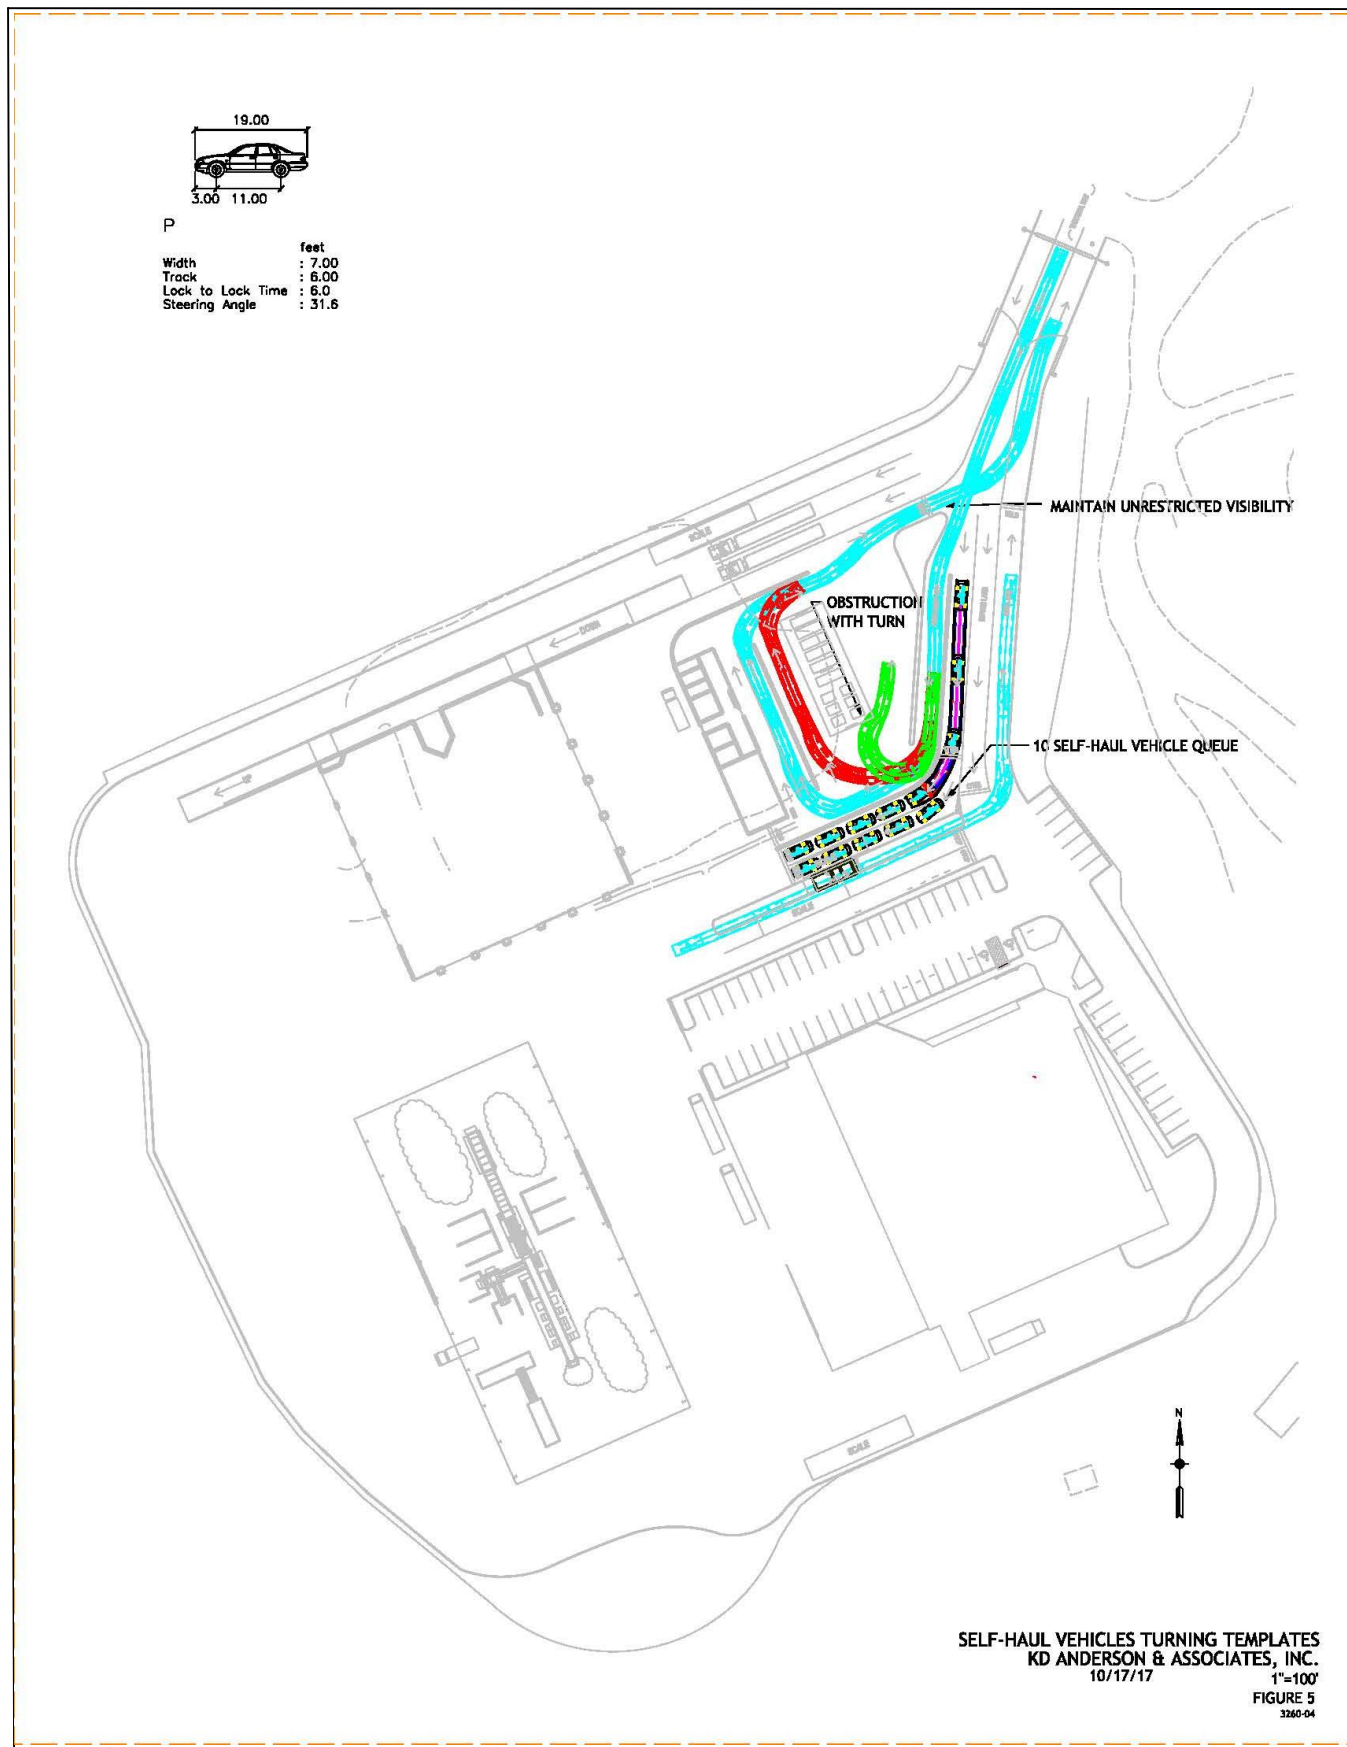 19.00
3.00 11.00
P
feet
Width : 7.00
Track : 6.00
Lock to Lock Time : 6.0
Steering Angle : 31.6
MAINTAIN UNRESTRICTED VISIBILITY
SCALE
OBSTRUCTION
WITH TURN
DOWN
10 SELF-HAUL VEHICLE QUEUE
UP
SCALE
N
SCALE
SELF-HAUL VEHICLES TURNING TEMPLATES
KD ANDERSON & ASSOCIATES, INC.
10/17/17 1"=100'
FIGURE 5
3260-04